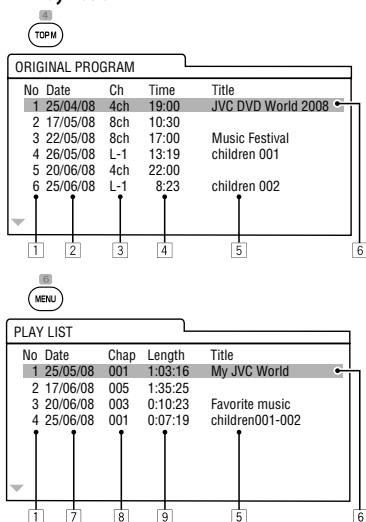 4
TOP M
ORIGINAL PROGRAM
No Date Ch Time Title
1 25/04/08 4ch 19:00 JVC DVD World 2008
2 17/05/08 8ch 10:30
3 22/05/08 8ch 17:00 Music Festival
4 26/05/08 L-1 13:19 children 001
5 20/06/08 4ch 22:00
6 25/06/08 L-1 8:23 children 002
1 2 3 4 5 6
6
MENU
PLAY LIST
No Date Chap Length Title
1 25/05/08 001 1:03:16 My JVC World
2 17/06/08 005 1:35:25
3 20/06/08 003 0:10:23 Favorite music
4 25/06/08 001 0:07:19 children001-002
1 7 8 9 5 6